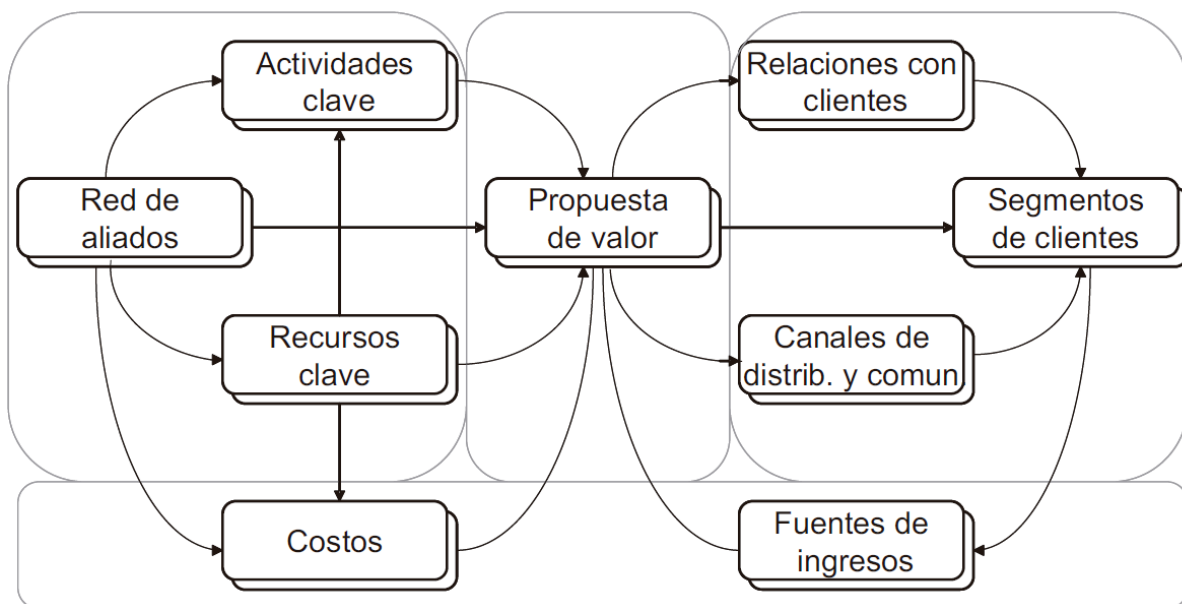 Actividades
clave
Relaciones con
clientes
Red de
aliados
Propuesta
de valor
Segmentos
de clientes
Recursos
clave
Canales de
distrib. y comun.
Costos
Fuentes de
ingresos